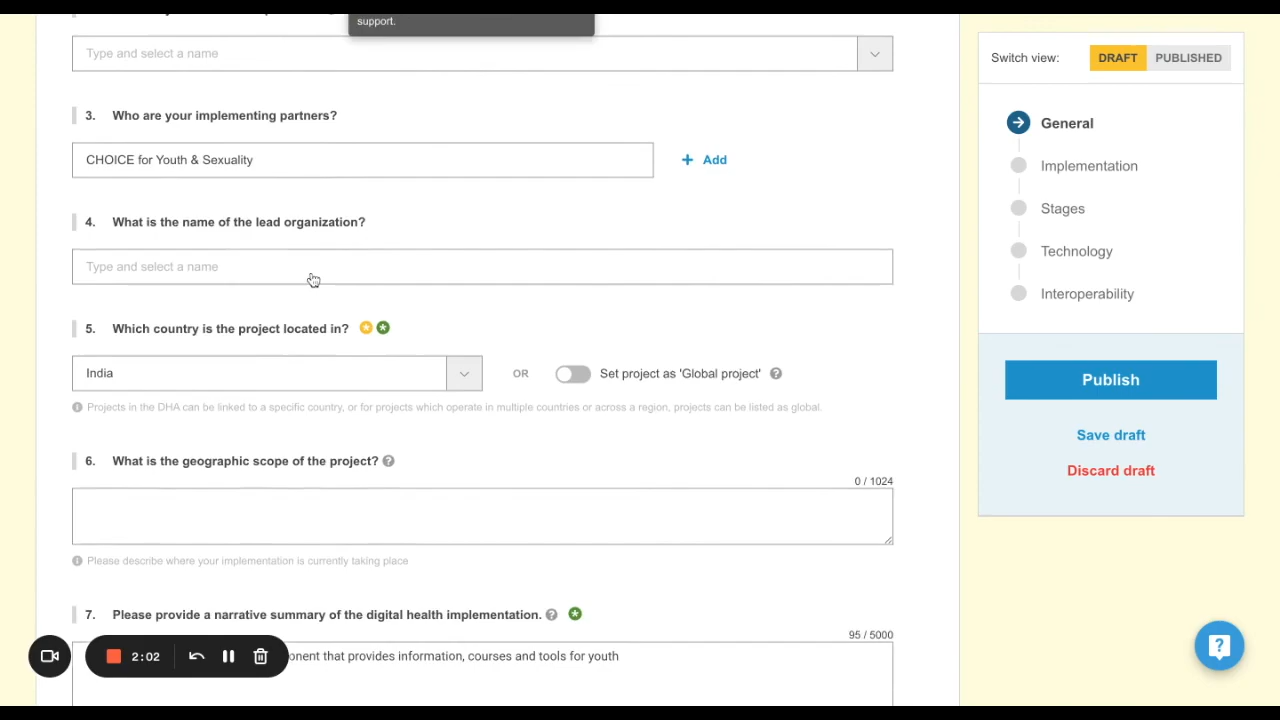 support.
Type and select a name
3. Who are your implementing partners?
CHOICE for Youth & Sexuality
+ Add
4. What is the name of the lead organization?
Type and select a name
5. Which country is the project located in?
India
OR
Set project as 'Global project'
Projects in the DHA can be linked to a specific country, or for projects which operate in multiple countries or across a region, projects can be listed as global.
6. What is the geographic scope of the project?
0 / 1024
Please describe where your implementation is currently taking place
7. Please provide a narrative summary of the digital health implementation.
95 / 5000
onent that provides information, courses and tools for youth
2:02
Switch view:
DRAFT
PUBLISHED
General
Implementation
Stages
Technology
Interoperability
Publish
Save draft
Discard draft